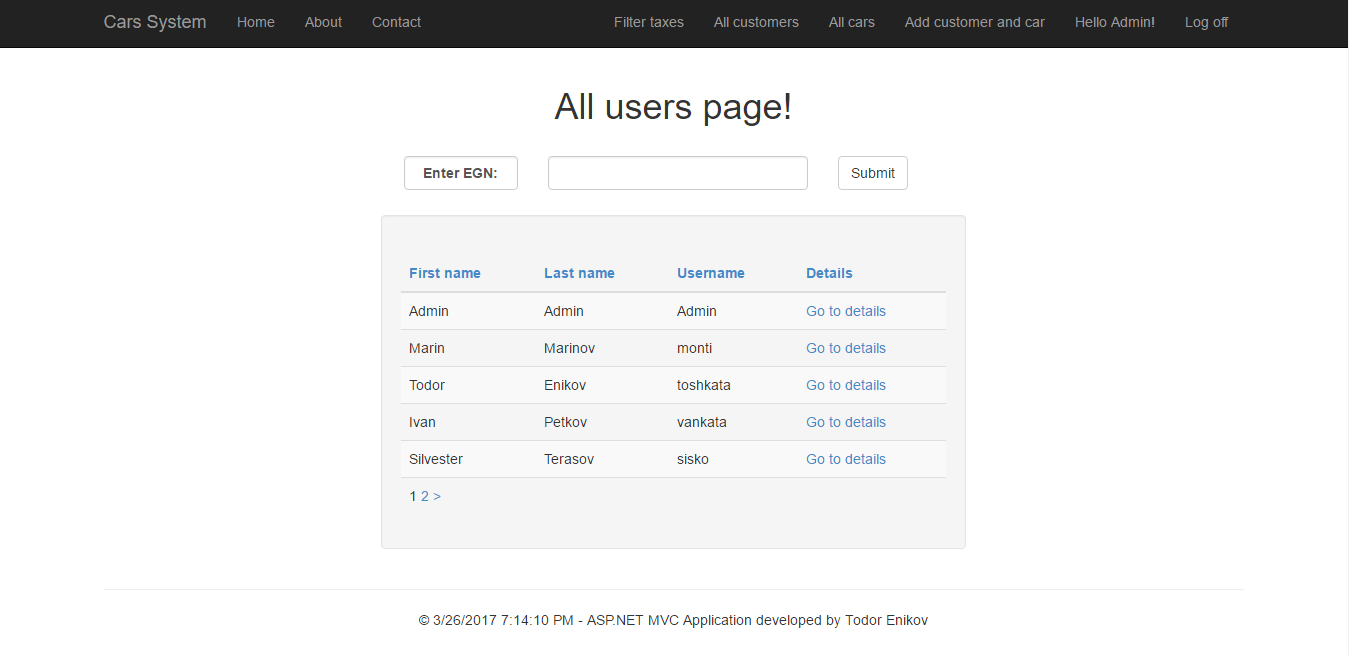 Cars System Home About Contact Filter taxes All customers All cars Add customer and car Hello Admin! Log off
All users page!
Enter EGN: Submit
First name Last name Username Details
Admin Admin Admin Go to details
Marin Marinov monti Go to details
Todor Enikov toshkata Go to details
Ivan Petkov vankata Go to details
Silvester Terasov sisko Go to details
1 2 >
© 3/26/2017 7:14:10 PM - ASP.NET MVC Application developed by Todor Enikov